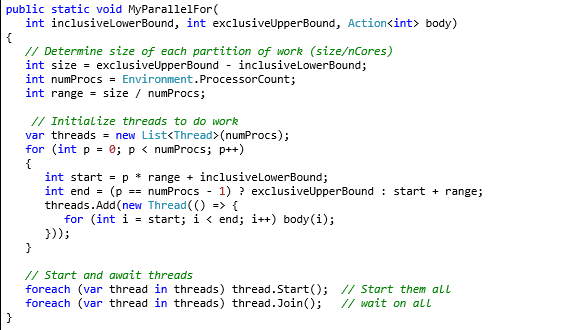 public static void MyParallelFor(
int inclusiveLowerBound, int exclusiveUpperBound, Action<int> body)
{
// Determine size of each partition of work (size/nCores)
int size = exclusiveUpperBound - inclusiveLowerBound;
int numProcs = Environment.ProcessorCount;
int range = size / numProcs;
// Initialize threads to do work
var threads = new List<Thread>(numProcs);
for (int p = 0; p < numProcs; p++)
{
int start = p * range + inclusiveLowerBound;
int end = (p == numProcs - 1) ? exclusiveUpperBound : start + range;
threads.Add(new Thread(() => {
for (int i = start; i < end; i++) body(i);
}));
}
// Start and await threads
foreach (var thread in threads) thread.Start();  // Start them all
foreach (var thread in threads) thread.Join();   // wait on all
}